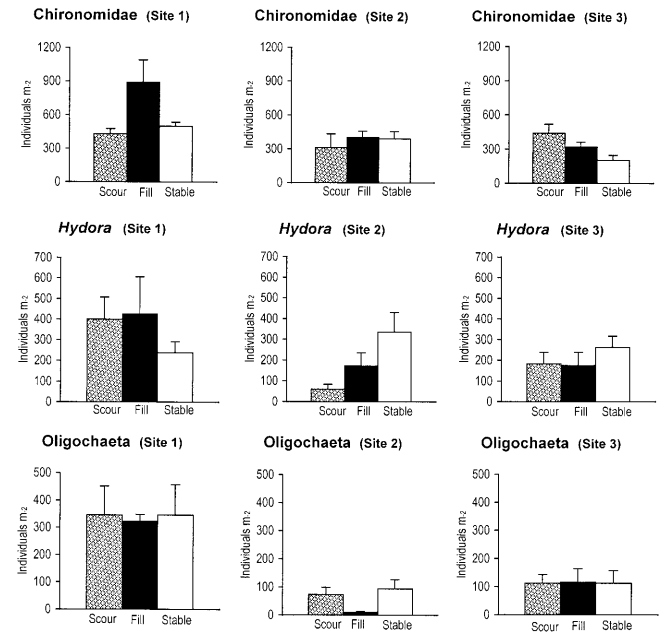 Chironomidae (Site 1)
Individuals m-2
1200
900
600
300
0
Scour Fill Stable
Chironomidae (Site 2)
Individuals m-2
1200
900
600
300
0
Scour Fill Stable
Chironomidae (Site 3)
Individuals m-2
1200
900
600
300
0
Scour Fill Stable
Hydora (Site 1)
Individuals m-2
700
600
500
400
300
200
100
0
Scour Fill Stable
Hydora (Site 2)
Individuals m-2
700
600
500
400
300
200
100
0
Scour Fill Stable
Hydora (Site 3)
Individuals m-2
700
600
500
400
300
200
100
0
Scour Fill Stable
Oligochaeta (Site 1)
Individuals m-2
500
400
300
200
100
0
Scour Fill Stable
Oligochaeta (Site 2)
Individuals m-2
500
400
300
200
100
0
Scour Fill Stable
Oligochaeta (Site 3)
Individuals m-2
500
400
300
200
100
0
Scour Fill Stable